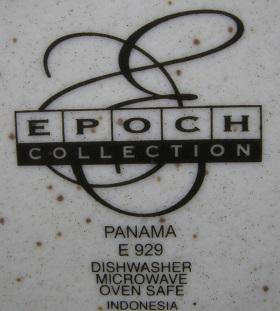 E
EPOCH
COLLECTION
PANAMA
E 929
DISHWASHER
MICROWAVE
OVEN SAFE
INDONESIA